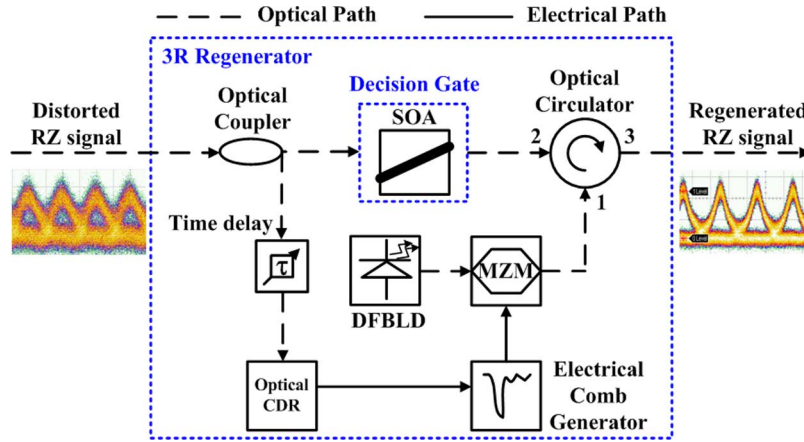 Optical Path
Electrical Path
3R Regenerator
Distorted
RZ signal
Optical
Coupler
Decision Gate
SOA
Optical
Circulator
2
3
1
Regenerated
RZ signal
Time delay
τ
DFBLD
MZM
Optical
CDR
Electrical
Comb
Generator